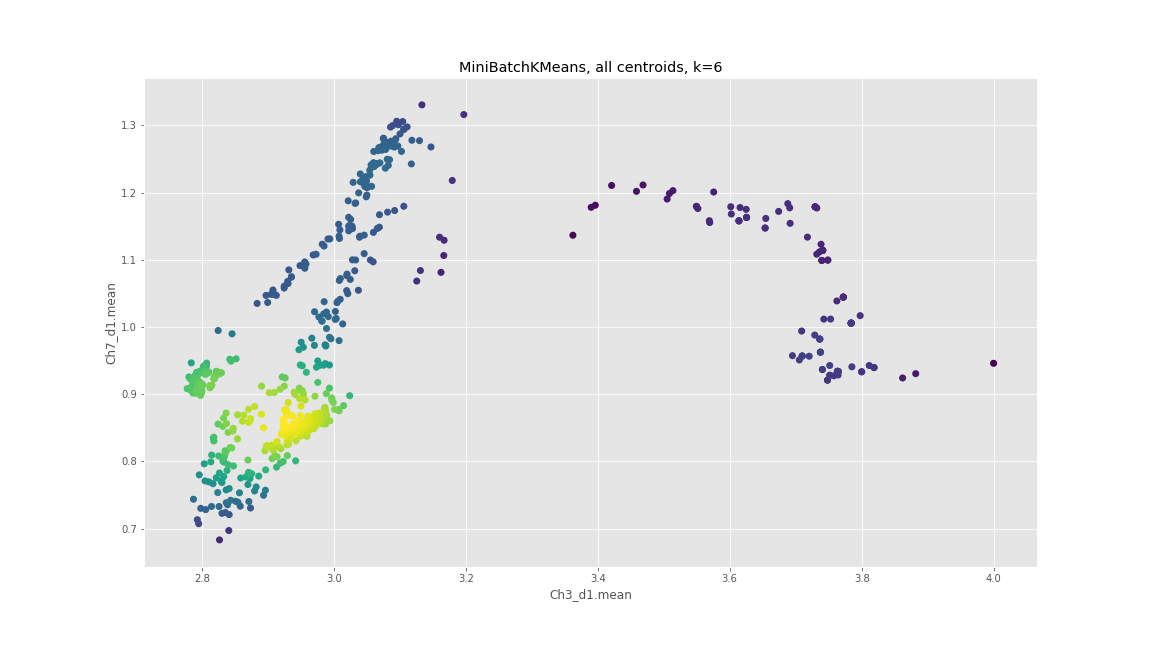 MiniBatchKMeans, all centroids, k=6
Ch7_d1.mean
1.3
1.2
1.1
1.0
0.9
0.8
0.7
2.8 3.0 3.2 3.4 3.6 3.8 4.0
Ch3_d1.mean